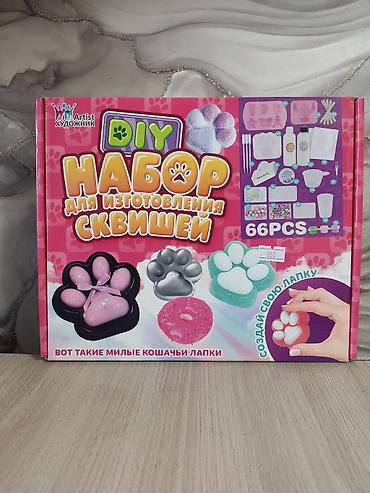 Artist
ХУДОЖНИК
DIY
НАБОР
ДЛЯ ИЗГОТОВЛЕНИЯ
СКВИШЕЙ
66PCS
СОЗДАЙ СВОЮ ЛАПКУ
ВОТ ТАКИЕ МИЛЫЕ КОШАЧЬИ ЛАПКИ